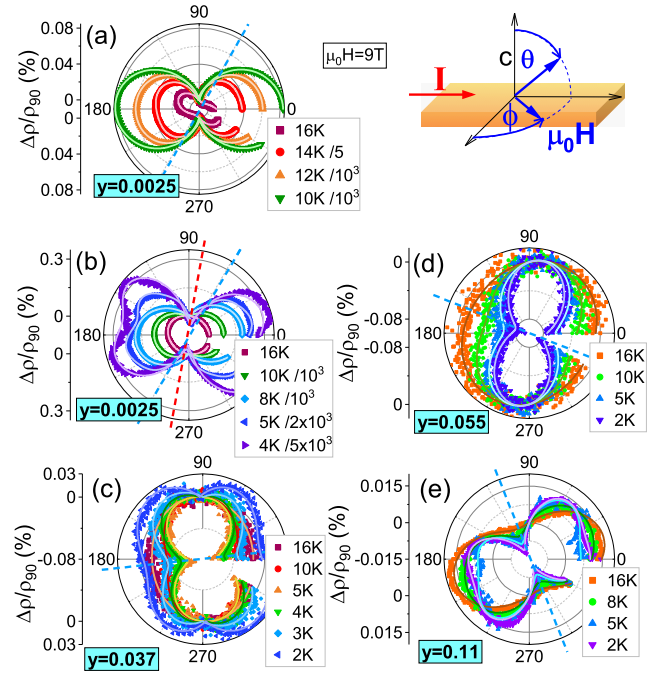 (a)
90
μ₀H=9T
Δρ/ρ₉₀ (%)
0.08
0.04
0
0
0.04
0.08
180
0
270
y=0.0025
16K
14K /5
12K /10³
10K /10³
c
θ
I
ϕ
μ₀H
(b)
90
Δρ/ρ₉₀ (%)
0.3
0
0
0.3
180
0
270
y=0.0025
16K
10K /10³
8K /10³
5K /2x10³
4K /5x10³
(d)
90
Δρ/ρ₉₀ (%)
0
-0.08
-0.08
0
180
0
270
y=0.055
16K
10K
5K
2K
(c)
90
Δρ/ρ₉₀ (%)
0.03
0
-0.08
0
0.03
180
0
270
y=0.037
16K
10K
5K
4K
3K
2K
(e)
90
Δρ/ρ₉₀ (%)
0.015
0
-0.015
0
0.015
180
0
270
y=0.11
16K
8K
5K
2K